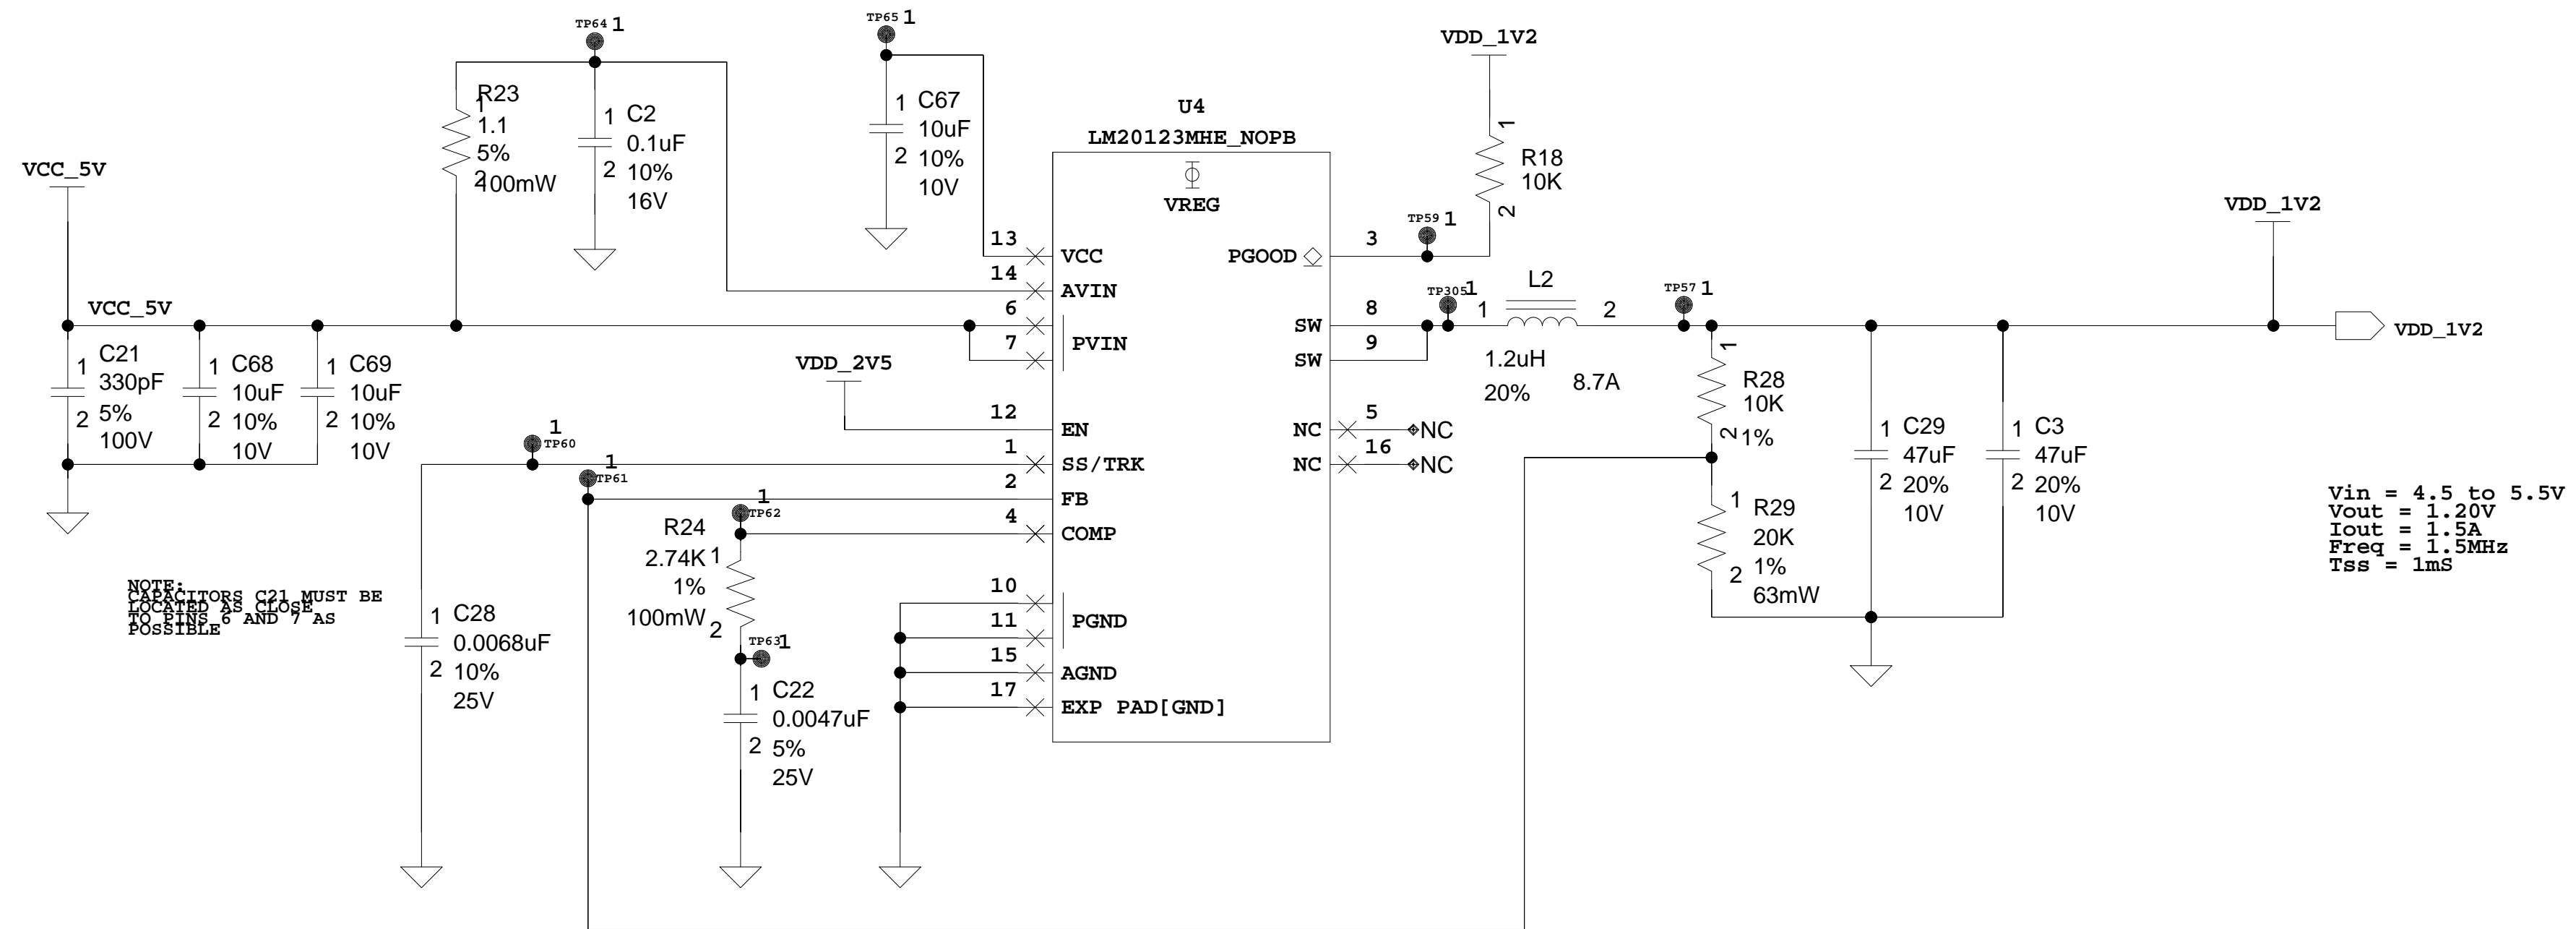 TP64 1
TP65 1
VDD_1V2
R23
1
1.1
5%
2
100mW
1 C2
0.1uF
2 10%
16V
1 C67
10uF
2 10%
10V
U4
LM20123MHE_NOPB
VREG
1
R18
10K
2
VCC_5V
TP59 1
VDD_1V2
13 VCC
PGOOD 3
14 AVIN
VCC_5V
6
7 PVIN
SW 8
SW 9
TP305 1
L2
1 2
1.2uH
20% 8.7A
TP57 1
VDD_1V2
1 C21
330pF
2 5%
100V
1 C68
10uF
2 10%
10V
1 C69
10uF
2 10%
10V
VDD_2V5
1
R28
10K
2 1%
12 EN
NC 5 NC
1
TP60
1 SS/TRK
NC 16 NC
1
TP61
2 FB
1 C29
47uF
2 20%
10V
1 C3
47uF
2 20%
10V
1
TP62
4 COMP
R24
2.74K 1
1%
100mW 2
1 R29
20K
1%
2 63mW
Vin = 4.5 to 5.5V
Vout = 1.20V
Iout = 1.5A
Freq = 1.5MHz
Tss = 1mS
NOTE:
CAPACITORS C21 MUST BE
LOCATED AS CLOSE
TO PINS 6 AND 7 AS
POSSIBLE
1 C28
0.0068uF
2 10%
25V
10
11 PGND
TP63 1
15 AGND
17 EXP PAD[GND]
1 C22
0.0047uF
2 5%
25V